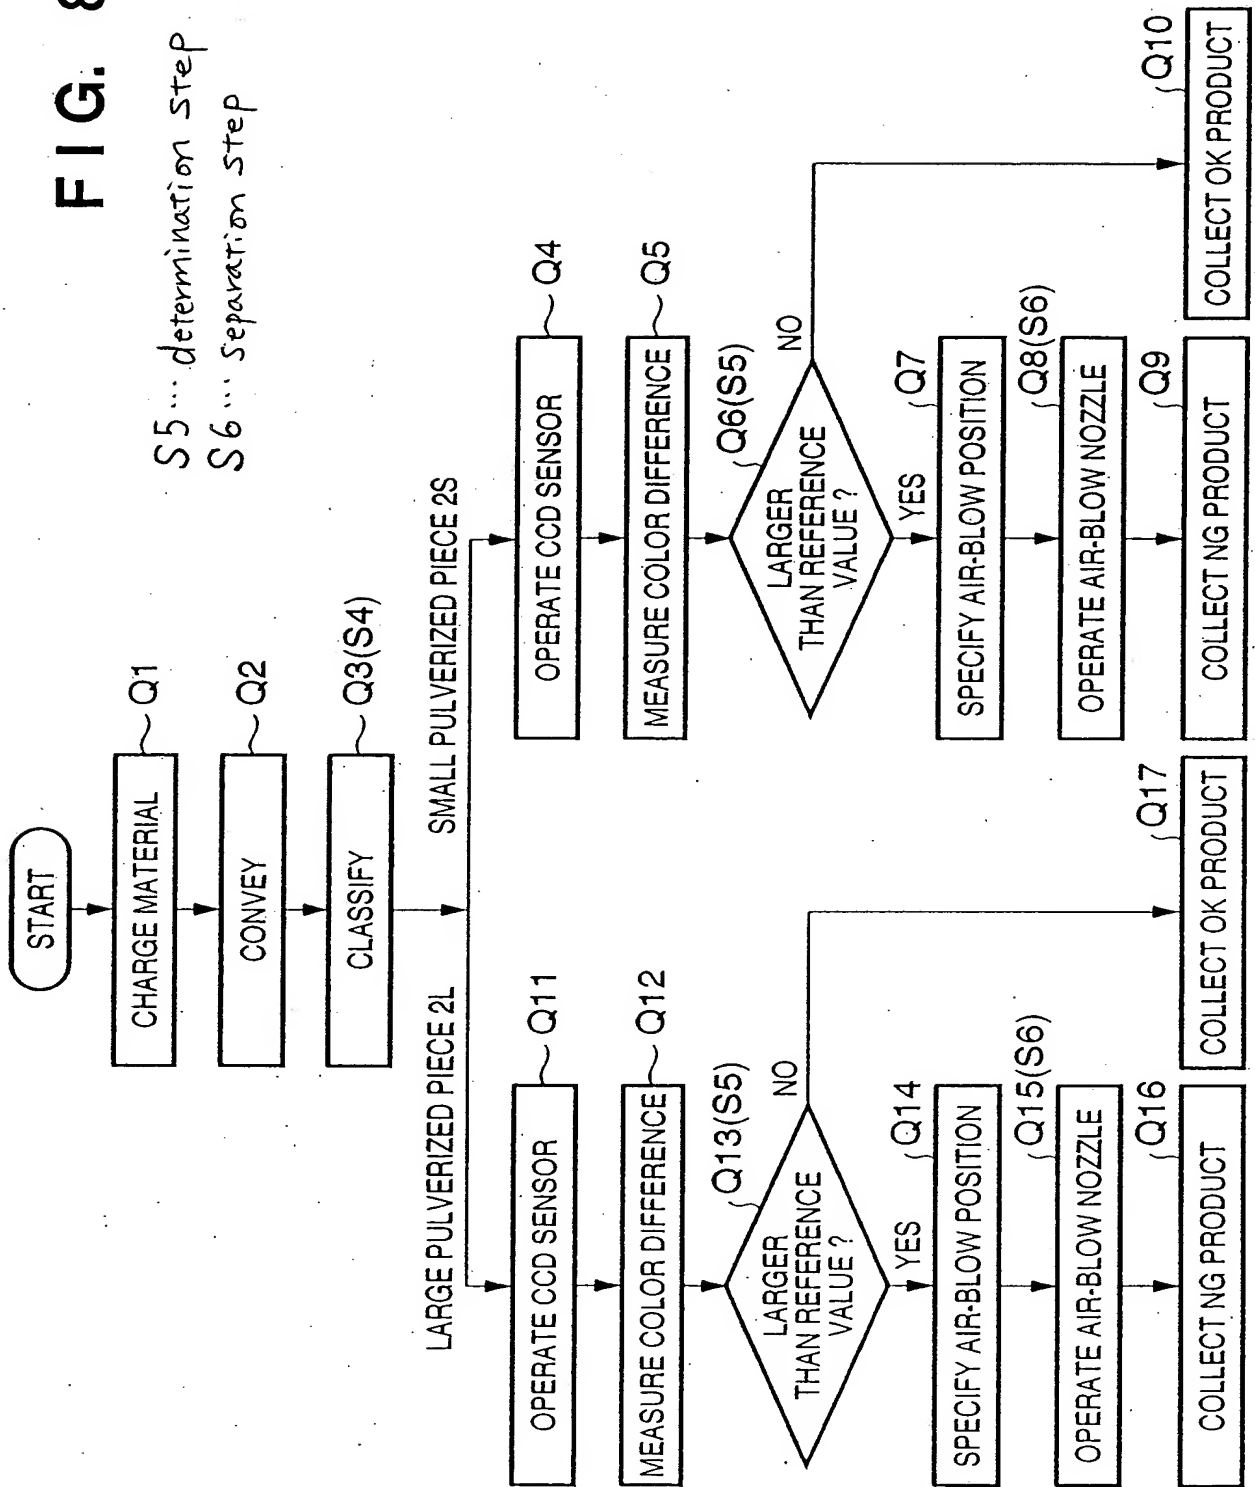 FIG. 8
S5 ···· determination step
S6 ··· separation step
START
CHARGE MATERIAL
Q1
CONVEY
Q2
CLASSIFY
Q3(S4)
LARGE PULVERIZED PIECE 2L
SMALL PULVERIZED PIECE 2S
OPERATE CCD SENSOR
Q11
MEASURE COLOR DIFFERENCE
Q12
LARGER
THAN REFERENCE
VALUE ?
Q13(S5)
NO
YES
SPECIFY AIR-BLOW POSITION
Q14
OPERATE AIR-BLOW NOZZLE
Q15(S6)
COLLECT NG PRODUCT
Q16
COLLECT OK PRODUCT
Q17
OPERATE CCD SENSOR
Q4
MEASURE COLOR DIFFERENCE
Q5
LARGER
THAN REFERENCE
VALUE ?
Q6(S5)
NO
YES
SPECIFY AIR-BLOW POSITION
Q7
OPERATE AIR-BLOW NOZZLE
Q8(S6)
COLLECT NG PRODUCT
Q9
COLLECT OK PRODUCT
Q10